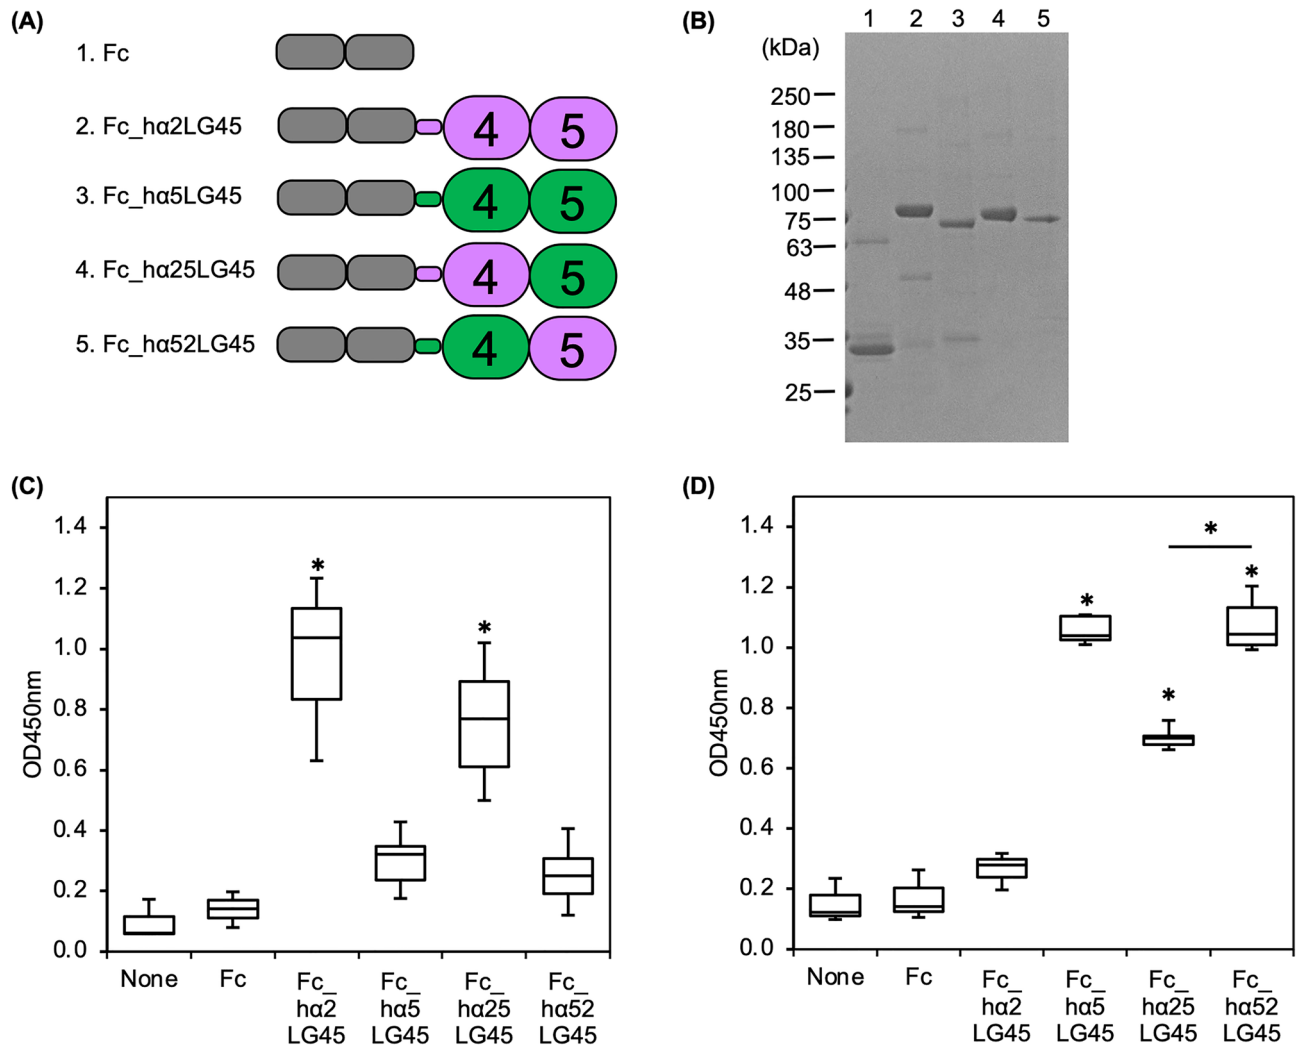 (A)
1. Fc
2. Fc_hα2LG45
4 5
3. Fc_hα5LG45
4 5
4. Fc_hα25LG45
4 5
5. Fc_hα52LG45
4 5
(B)
1 2 3 4 5
(kDa)
250
180
135
100
75
63
48
35
25
(C)
OD450nm
1.4
1.2
1.0
0.8
0.6
0.4
0.2
0.0
*
*
None
Fc
Fc_
hα2
LG45
Fc_
hα5
LG45
Fc_
hα25
LG45
Fc_
hα52
LG45
(D)
OD450nm
1.4
1.2
1.0
0.8
0.6
0.4
0.2
0.0
*
*
*
*
None
Fc
Fc_
hα2
LG45
Fc_
hα5
LG45
Fc_
hα25
LG45
Fc_
hα52
LG45